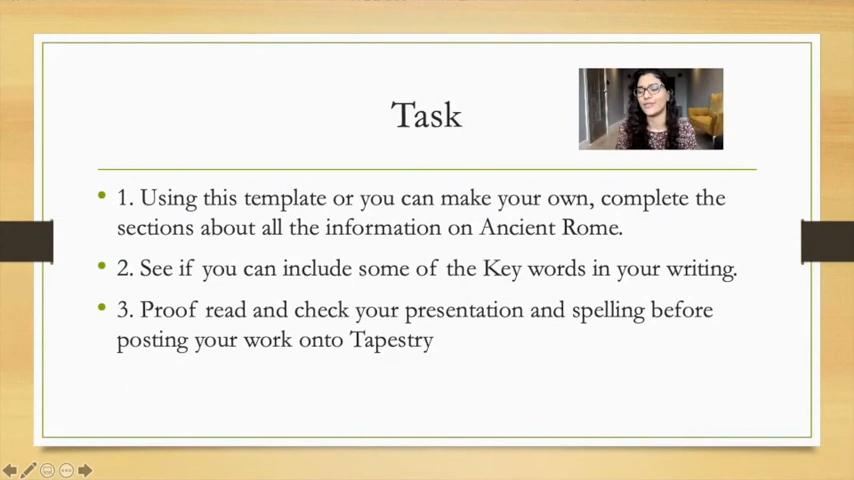 Task
• 1. Using this template or you can make your own, complete the
sections about all the information on Ancient Rome.
• 2. See if you can include some of the Key words in your writing.
• 3. Proof read and check your presentation and spelling before
posting your work onto Tapestry